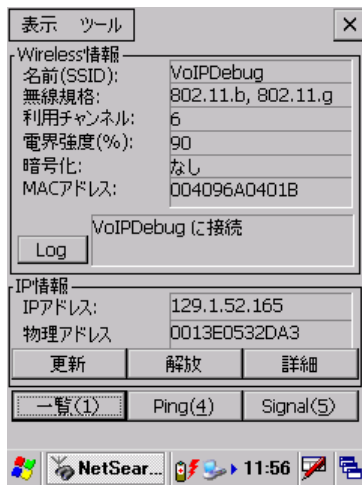 表示 ツール
Wireless情報
名前(SSID): VoIPDebug
無線規格: 802.11.b, 802.11.g
利用チャンネル: 6
電界強度(%): 90
暗号化: なし
MACアドレス: 004096A0401B
VoIPDebug に接続
Log
IP情報
IPアドレス: 129.1.52.165
物理アドレス 0013E0532DA3
更新 解放 詳細
一覧(1) Ping(4) Signal(5)
NetSear... 11:56